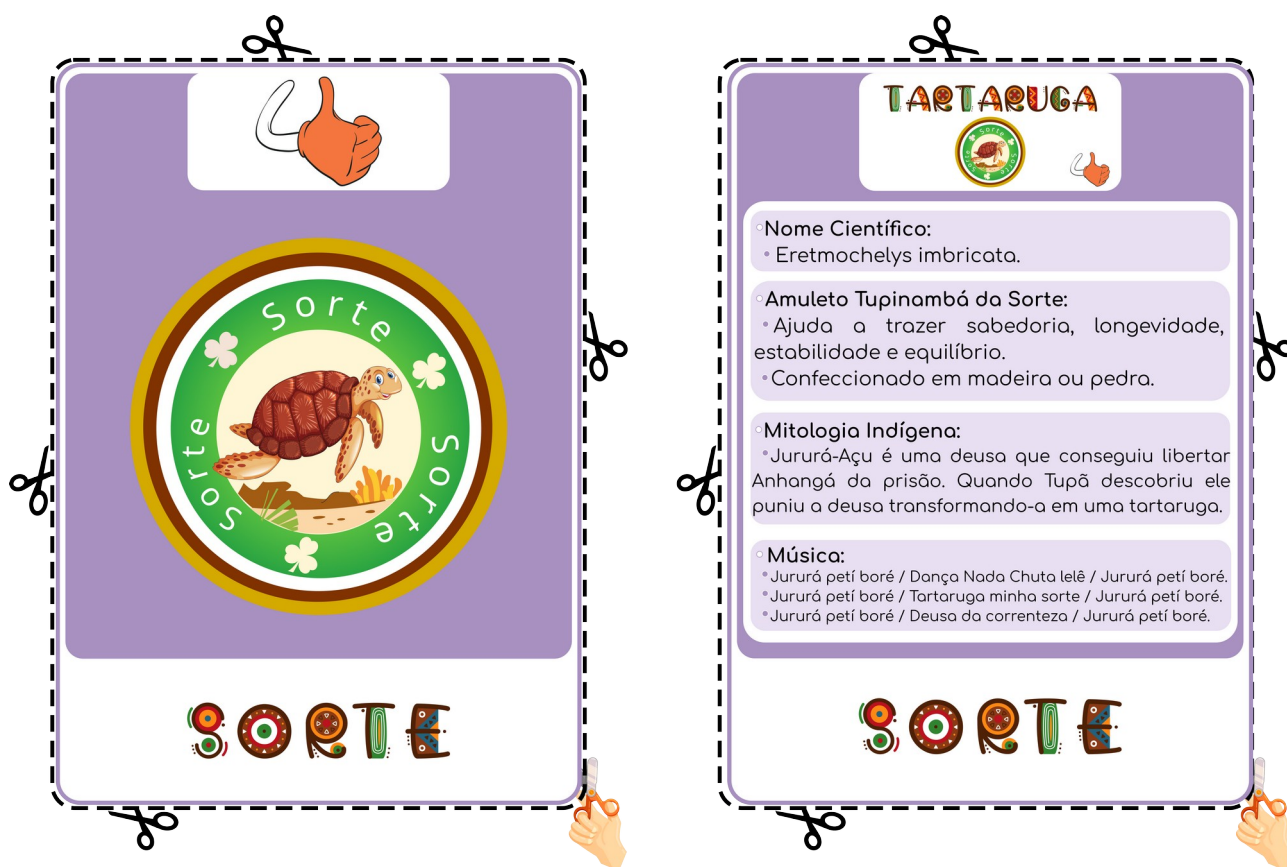 Sorte
Sorte
Sorte
SORTE
TARTARUGA
Sorte
Sorte
Sorte
Nome Científico:
Eretmochelys imbricata.
Amuleto Tupinambá da Sorte:
Ajuda a trazer sabedoria, longevidade,
estabilidade e equilíbrio.
Confeccionado em madeira ou pedra.
Mitologia Indígena:
Jururá-Açu é uma deusa que conseguiu libertar
Anhangá da prisão. Quando Tupã descobriu ele
puniu a deusa transformando-a em uma tartaruga.
Música:
Jururá petí boré / Dança Nada Chuta lelê / Jururá petí boré.
Jururá petí boré / Tartaruga minha sorte / Jururá petí boré.
Jururá petí boré / Deusa da correnteza / Jururá petí boré.
SORTE